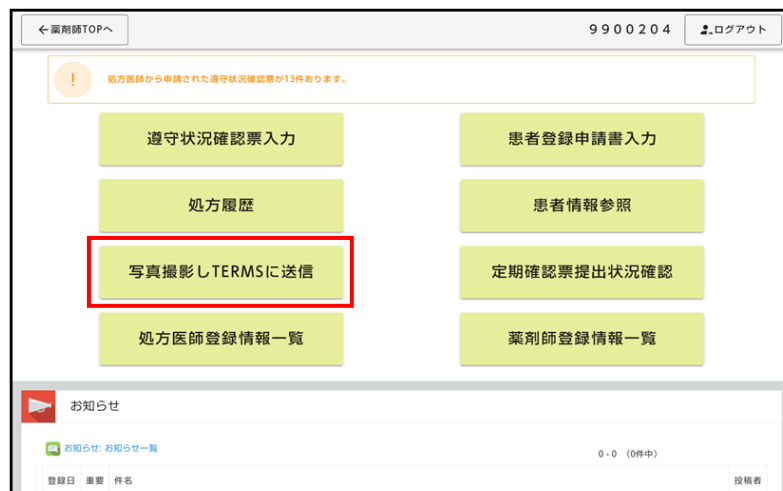 ←薬剤師TOPへ 9900204 ログアウト
! 処方医師から申請された遵守状況確認票が13件あります。
遵守状況確認票入力 患者登録申請書入力
処方履歴 患者情報参照
写真撮影しTERMSに送信 定期確認票提出状況確認
処方医師登録情報一覧 薬剤師登録情報一覧
お知らせ
お知らせ: お知らせ一覧 0 - 0 （0件中）
登録日 重要 件名 投稿者